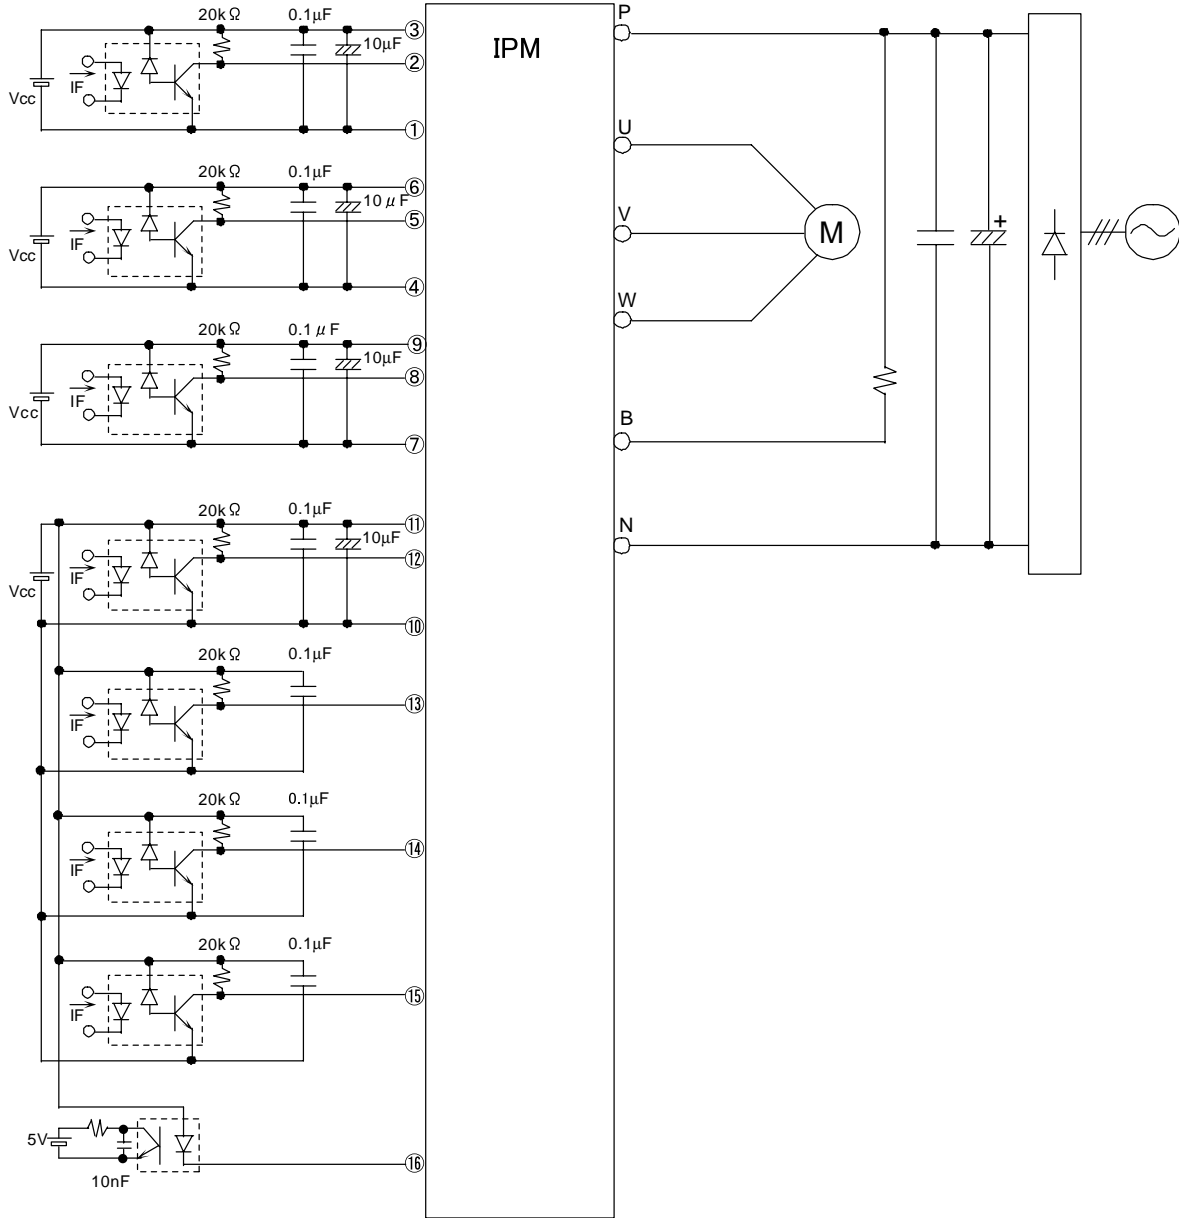 20kΩ 0.1μF ③
10μF
②
IF
Vcc
①
20kΩ 0.1μF ⑥
10μF
⑤
IF
Vcc
④
20kΩ 0.1μF ⑨
10μF
⑧
IF
Vcc
⑦
20kΩ 0.1μF ⑪
10μF
⑫
IF
Vcc
⑩
20kΩ 0.1μF
⑬
IF
20kΩ 0.1μF
⑭
IF
20kΩ 0.1μF
⑮
IF
5V
10nF
⑯
IPM
P
U
V
M
W
B
N
+